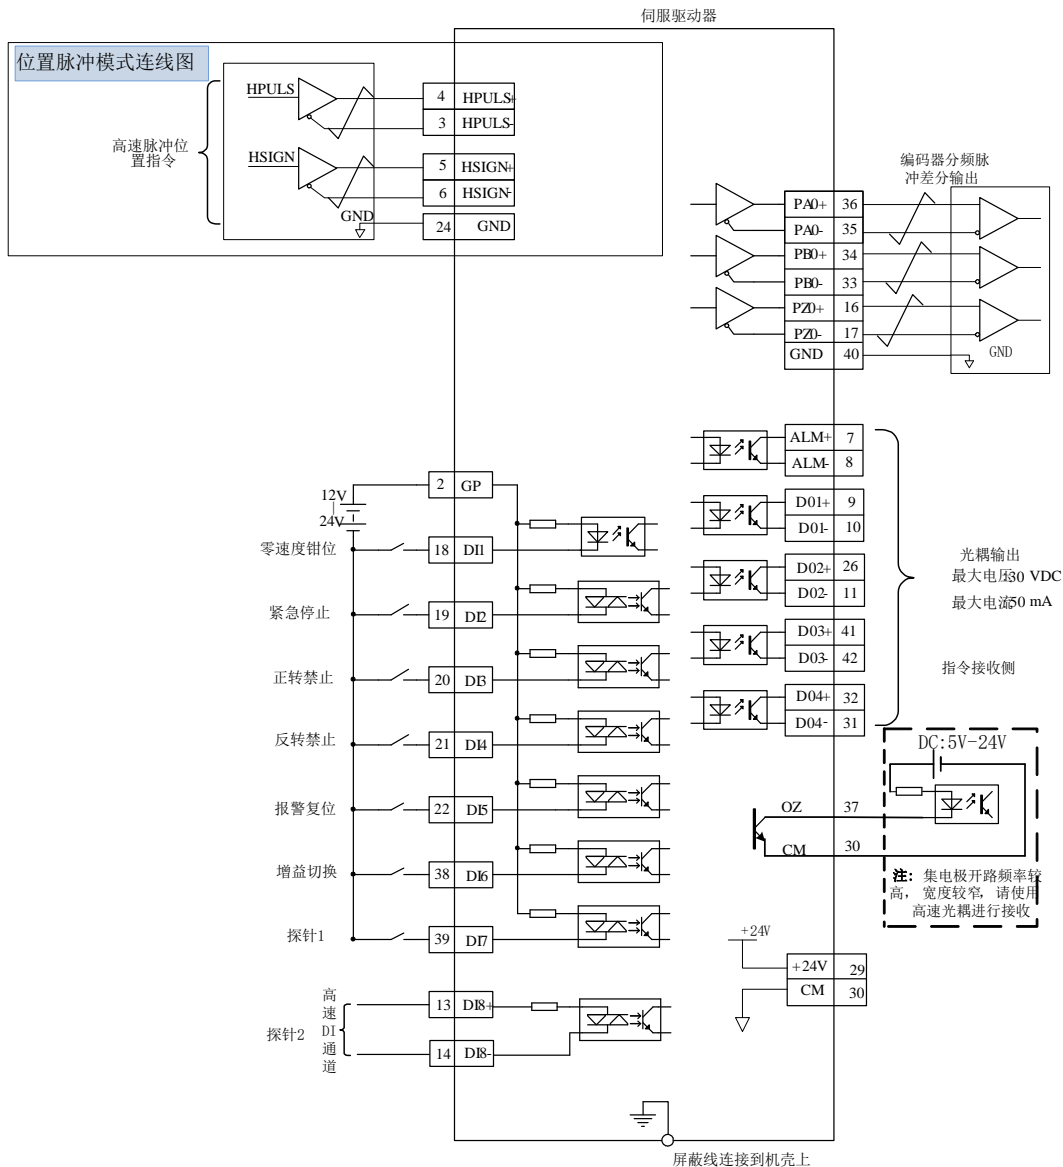 伺服驱动器
位置脉冲模式连线图
HPULS
4 HPULS+
3 HPULS-
高速脉冲位
置指令
HSIGN
5 HSIGN+
6 HSIGN-
GND
24 GND
编码器分频脉
冲差分输出
PA0+ 36
PA0- 35
PB0+ 34
PB0- 33
PZ0+ 16
PZ0- 17
GND 40
GND
ALM+ 7
ALM- 8
D01+ 9
D01- 10
D02+ 26
D02- 11
D03+ 41
D03- 42
D04+ 32
D04- 31
光耦输出
最大电压:30 VDC
最大电流50 mA
指令接收侧
2 GP
12V
|
24V
零速度钳位
18 DI1
紧急停止
19 DI2
正转禁止
20 DI3
反转禁止
21 DI4
报警复位
22 DI5
增益切换
38 DI6
探针1
39 DI7
高
速
DI
通
道
探针2
13 DI8+
14 DI8-
DC:5V-24V
OZ 37
CM 30
注: 集电极开路频率较
高, 宽度较窄, 请使用
高速光耦进行接收
+24V
+24V 29
CM 30
屏蔽线连接到机壳上